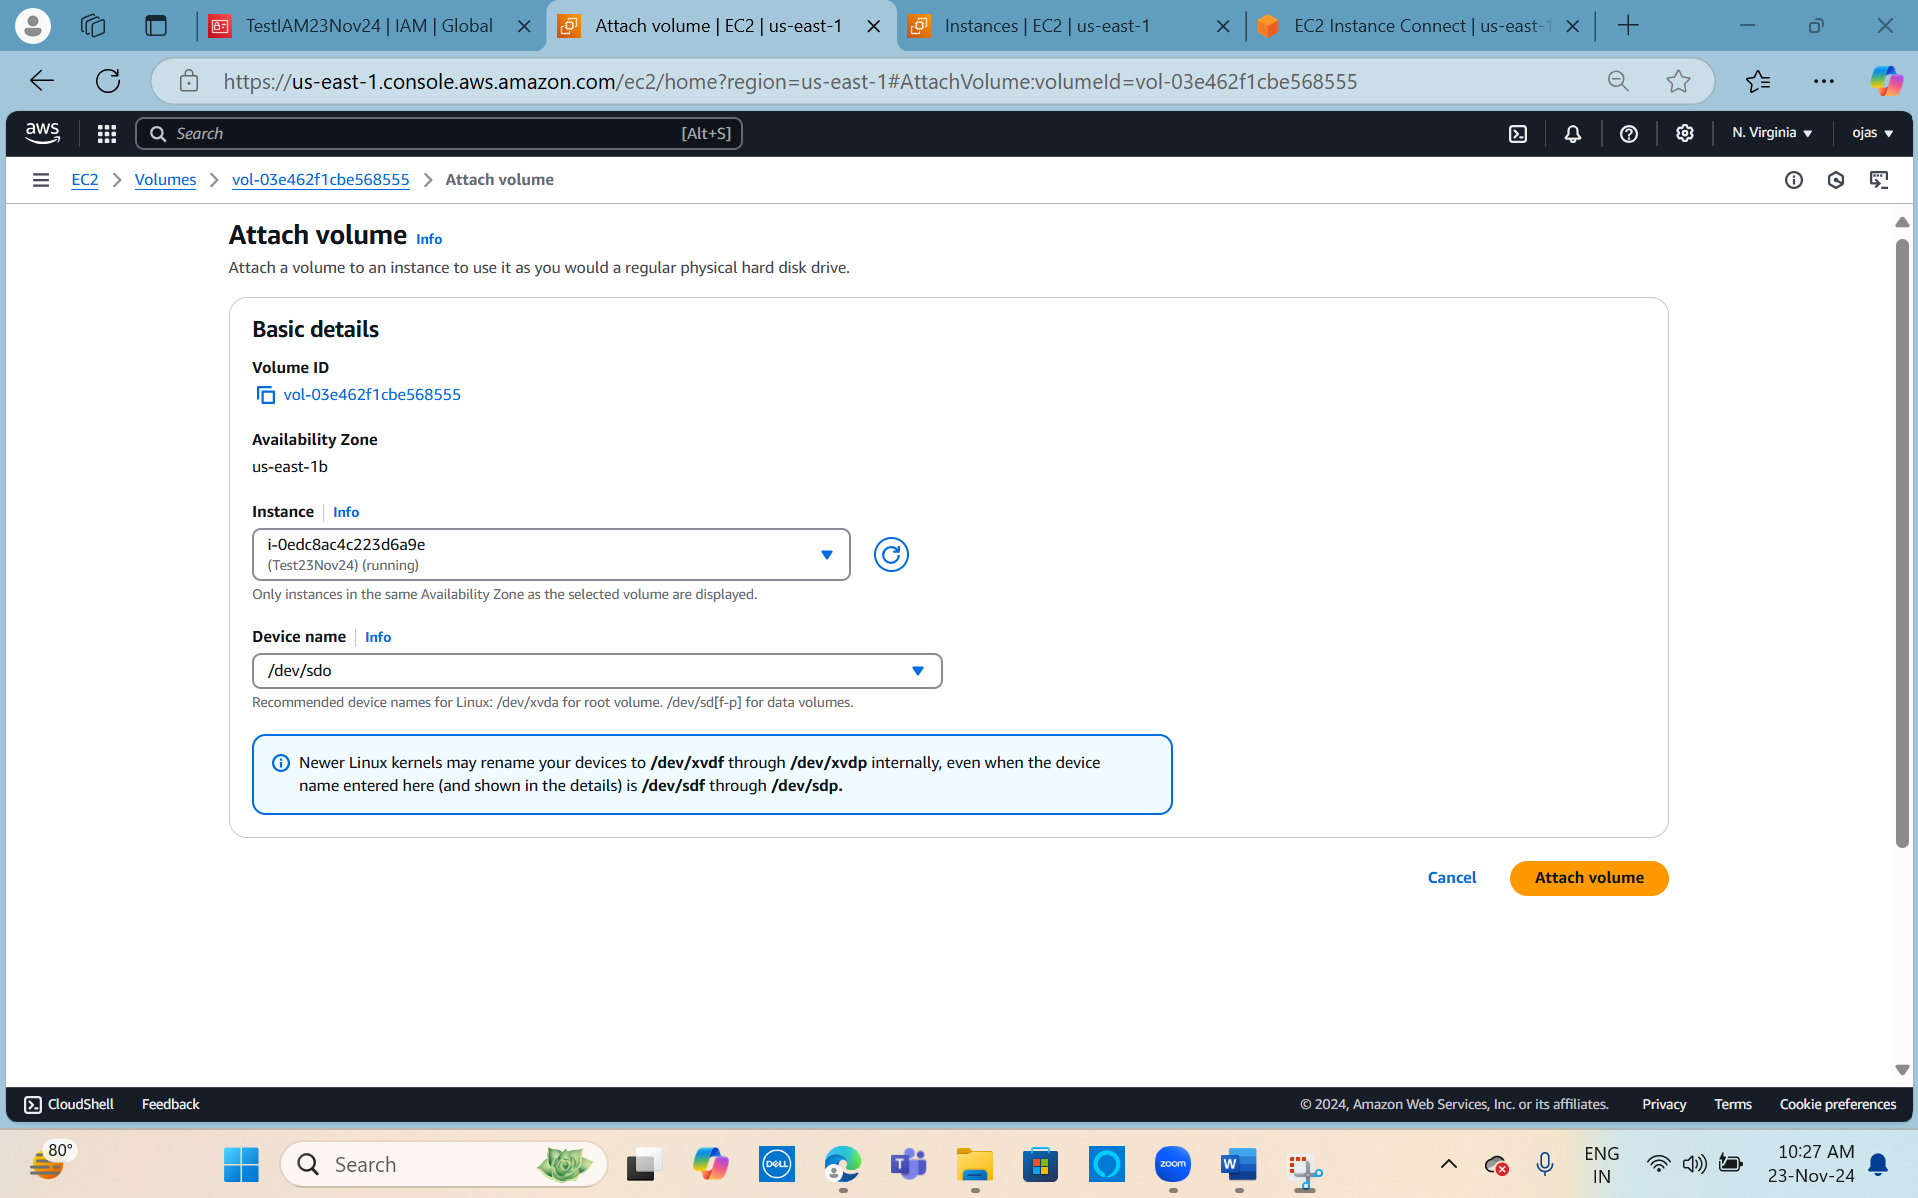 TestIAM23Nov24 | IAM | Global
Attach volume | EC2 | us-east-1
Instances | EC2 | us-east-1
EC2 Instance Connect | us-east-1
https://us-east-1.console.aws.amazon.com/ec2/home?region=us-east-1#AttachVolume:volumeId=vol-03e462f1cbe568555
aws
Search
[Alt+S]
N. Virginia
ojas
EC2
Volumes
vol-03e462f1cbe568555
Attach volume
Attach volume
Info
Attach a volume to an instance to use it as you would a regular physical hard disk drive.
Basic details
Volume ID
vol-03e462f1cbe568555
Availability Zone
us-east-1b
Instance
Info
i-0edc8ac4c223d6a9e
(Test23Nov24) (running)
Only instances in the same Availability Zone as the selected volume are displayed.
Device name
Info
/dev/sdo
Recommended device names for Linux: /dev/xvda for root volume. /dev/sd[f-p] for data volumes.
Newer Linux kernels may rename your devices to /dev/xvdf through /dev/xvdp internally, even when the device
name entered here (and shown in the details) is /dev/sdf through /dev/sdp.
Cancel
Attach volume
CloudShell
Feedback
© 2024, Amazon Web Services, Inc. or its affiliates.
Privacy
Terms
Cookie preferences
80°
Search
DELL
zoom
W
ENG
IN
10:27 AM
23-Nov-24